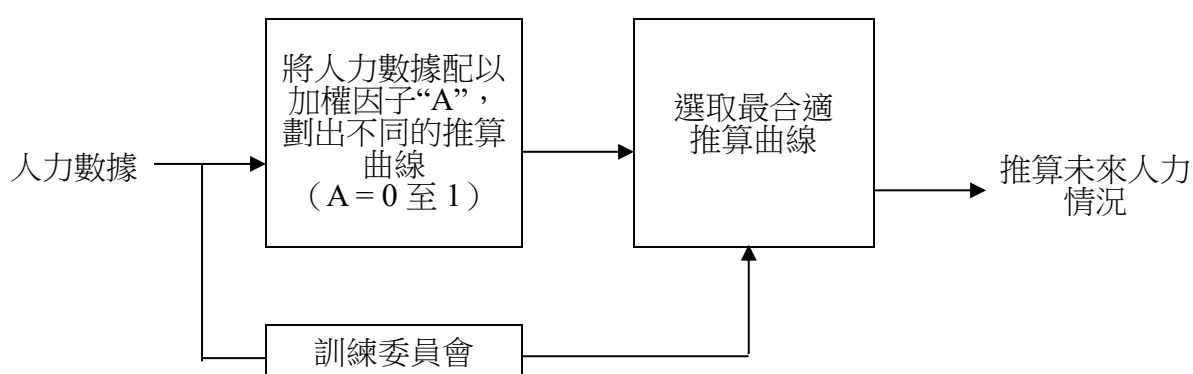 人力數據
將人力數據配以
加權因子“A”，
劃出不同的推算
曲線
（A = 0 至 1）
選取最合適
推算曲線
推算未來人力
情況
訓練委員會